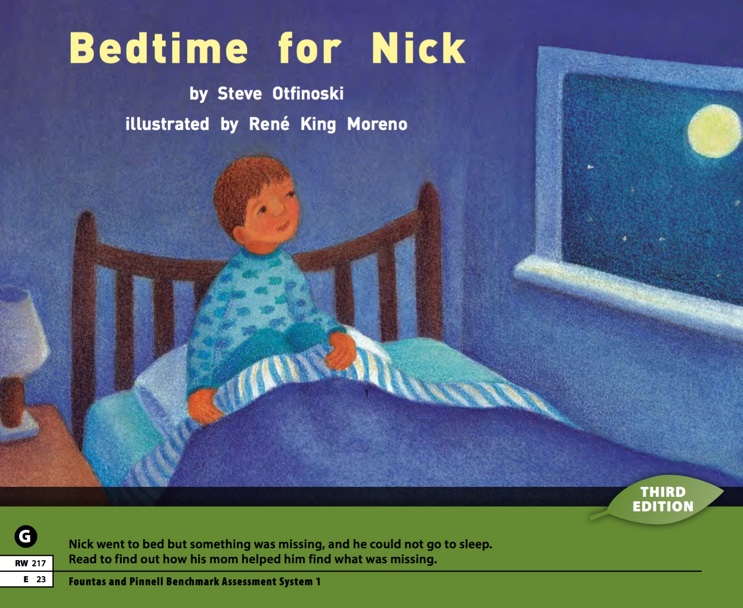 Bedtime for Nick
by Steve Otfinoski
illustrated by René King Moreno
THIRD
EDITION
G
Nick went to bed but something was missing, and he could not go to sleep.
Read to find out how his mom helped him find what was missing.
RW 217
E 23
Fountas and Pinnell Benchmark Assessment System 1